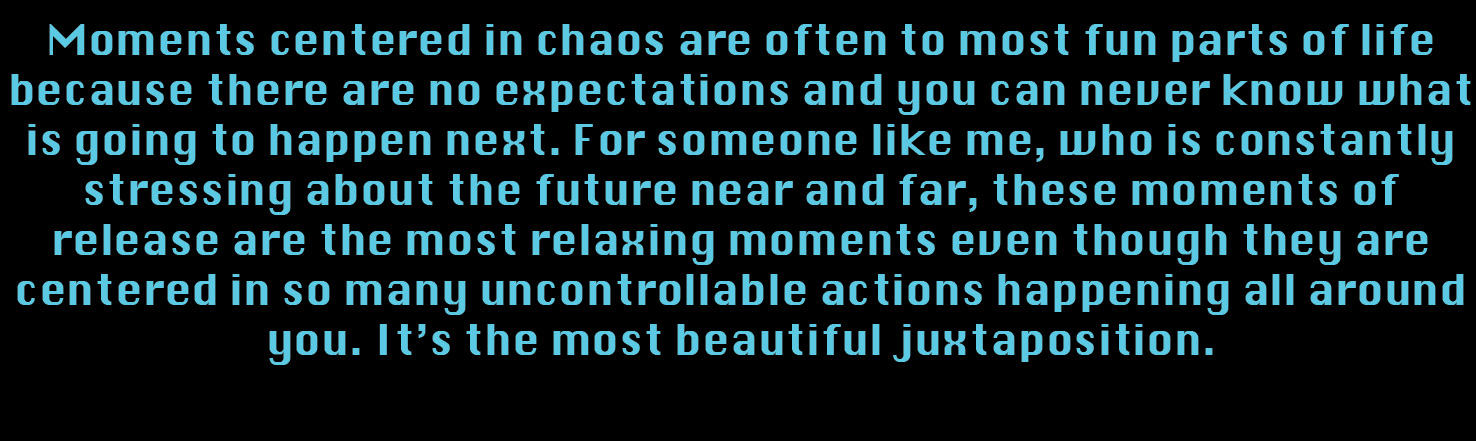 Moments centered in chaos are often to most fun parts of life
because there are no expectations and you can never know what
is going to happen next. For someone like me, who is constantly
stressing about the future near and far, these moments of
release are the most relaxing moments even though they are
centered in so many uncontrollable actions happening all around
you. It’s the most beautiful juxtaposition.